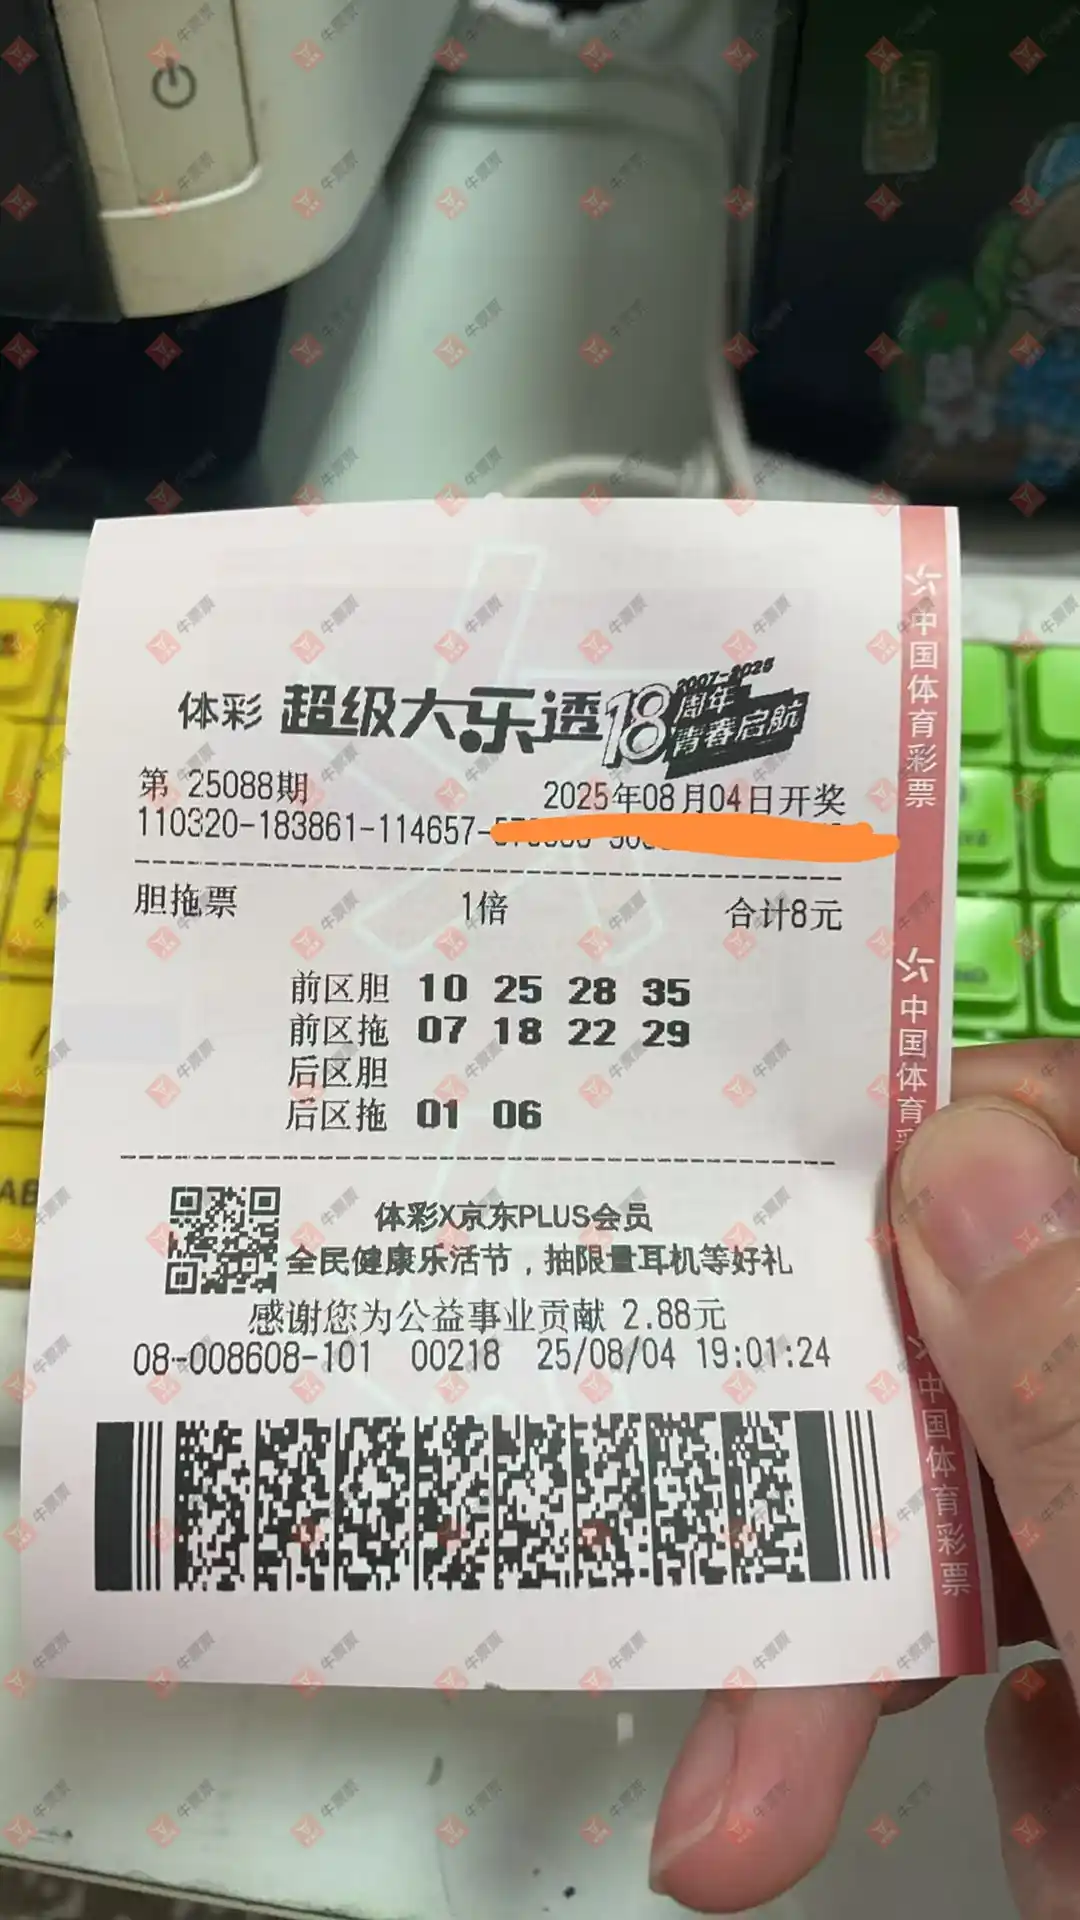 体彩 超级大乐透 18周年 2007-2025 青春启航
第 25088期 2025年08月04日开奖
110320-183861-114657-
胆拖票 1倍 合计8元
前区胆 10 25 28 35
前区拖 07 18 22 29
后区胆
后区拖 01 06
体彩X京东PLUS会员
全民健康乐活节，抽限量耳机等好礼
感谢您为公益事业贡献 2.88元
08-008608-101 00218 25/08/04 19:01:24
中国体育彩票
中国体育彩
中国体育彩票
牛票票